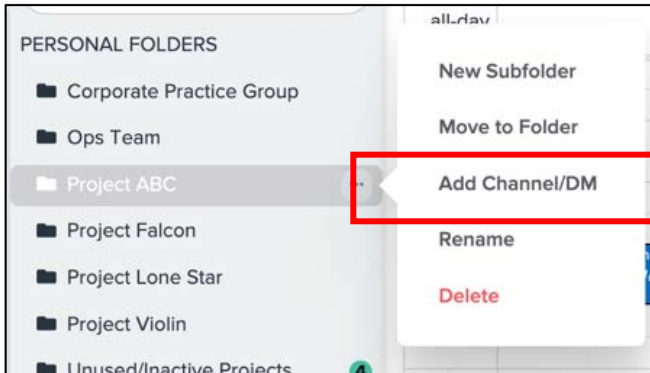 all-day
PERSONAL FOLDERS
Corporate Practice Group
Ops Team
Project ABC
Project Falcon
Project Lone Star
Project Violin
Unused/Inactive Projects 4
New Subfolder
Move to Folder
Add Channel/DM
Rename
Delete